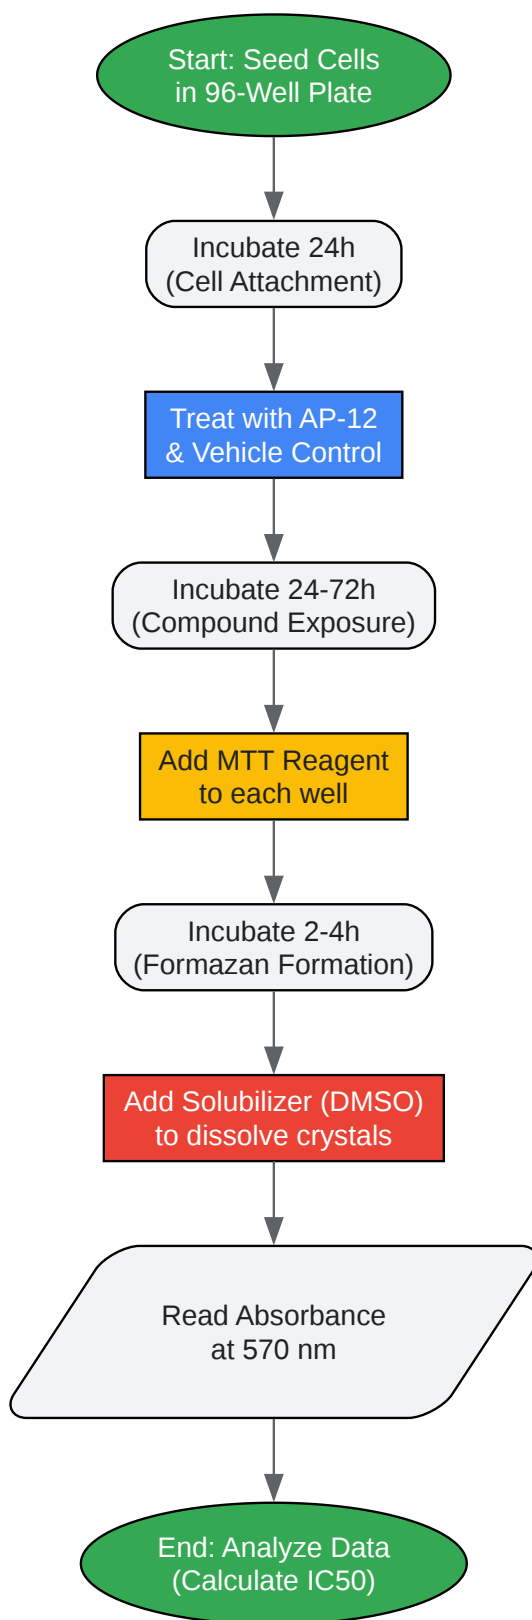 Start: Seed Cells
in 96-Well Plate
Incubate 24h
(Cell Attachment)
Treat with AP-12
& Vehicle Control
Incubate 24-72h
(Compound Exposure)
Add MTT Reagent
to each well
Incubate 2-4h
(Formazan Formation)
Add Solubilizer (DMSO)
to dissolve crystals
Read Absorbance
at 570 nm
End: Analyze Data
(Calculate IC50)